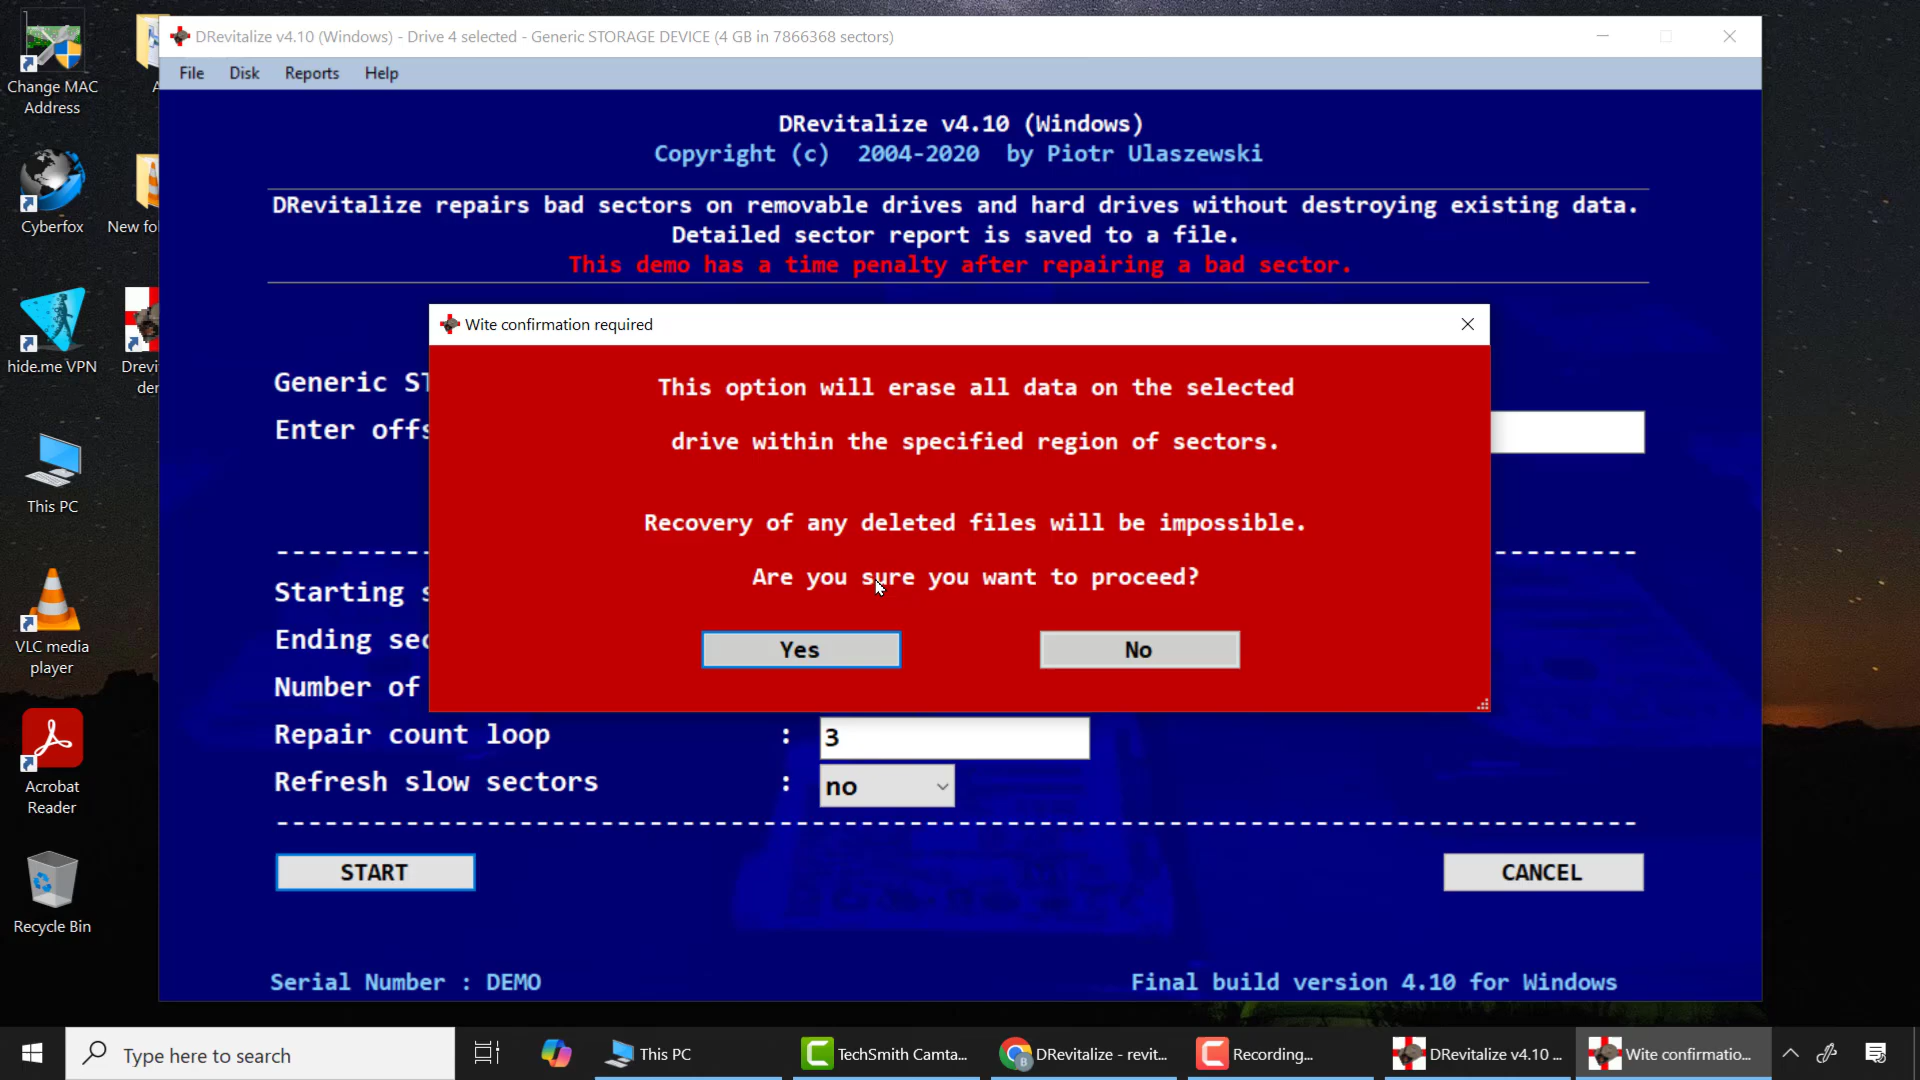 DRevitalize v4.10 (Windows) - Drive 4 selected - Generic STORAGE DEVICE (4 GB in 7866368 sectors)
File Disk Reports Help
DRevitalize v4.10 (Windows)
Copyright (c) 2004-2020 by Piotr Ulaszewski
DRevitalize repairs bad sectors on removable drives and hard drives without destroying existing data.
Detailed sector report is saved to a file.
This demo has a time penalty after repairing a bad sector.
Wite confirmation required
This option will erase all data on the selected
drive within the specified region of sectors.
Recovery of any deleted files will be impossible.
Are you sure you want to proceed?
Yes No
Generic
Enter
Starting
Ending
Number of
Repair count loop : 3
Refresh slow sectors : no
START CANCEL
Serial Number : DEMO
Final build version 4.10 for Windows
Change MAC
Address
Cyberfox
New
hide.me VPN
This PC
VLC media
player
Acrobat
Reader
Recycle Bin
Type here to search
This PC
TechSmith Camta...
DRevitalize - revit...
Recording...
DRevitalize v4.10 ...
Wite confirmatio...